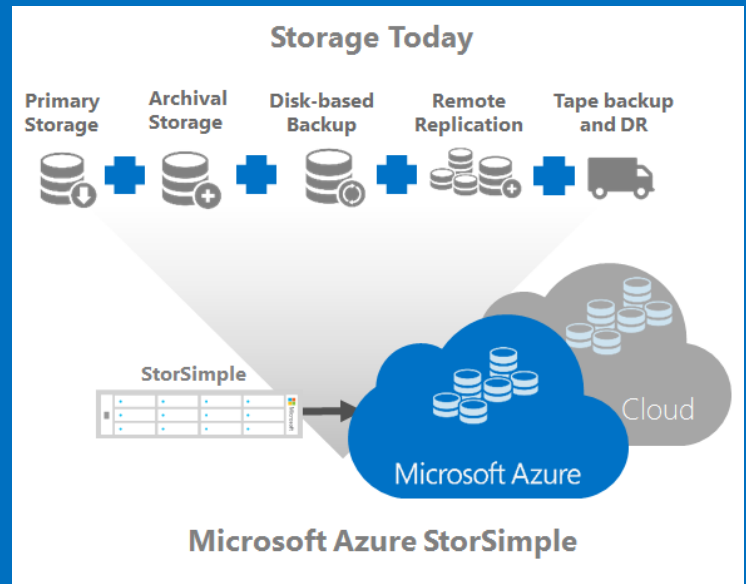 Storage Today
Primary
Storage
Archival
Storage
Disk-based
Backup
Remote
Replication
Tape backup
and DR
StorSimple
Microsoft
Cloud
Microsoft Azure
Microsoft Azure StorSimple